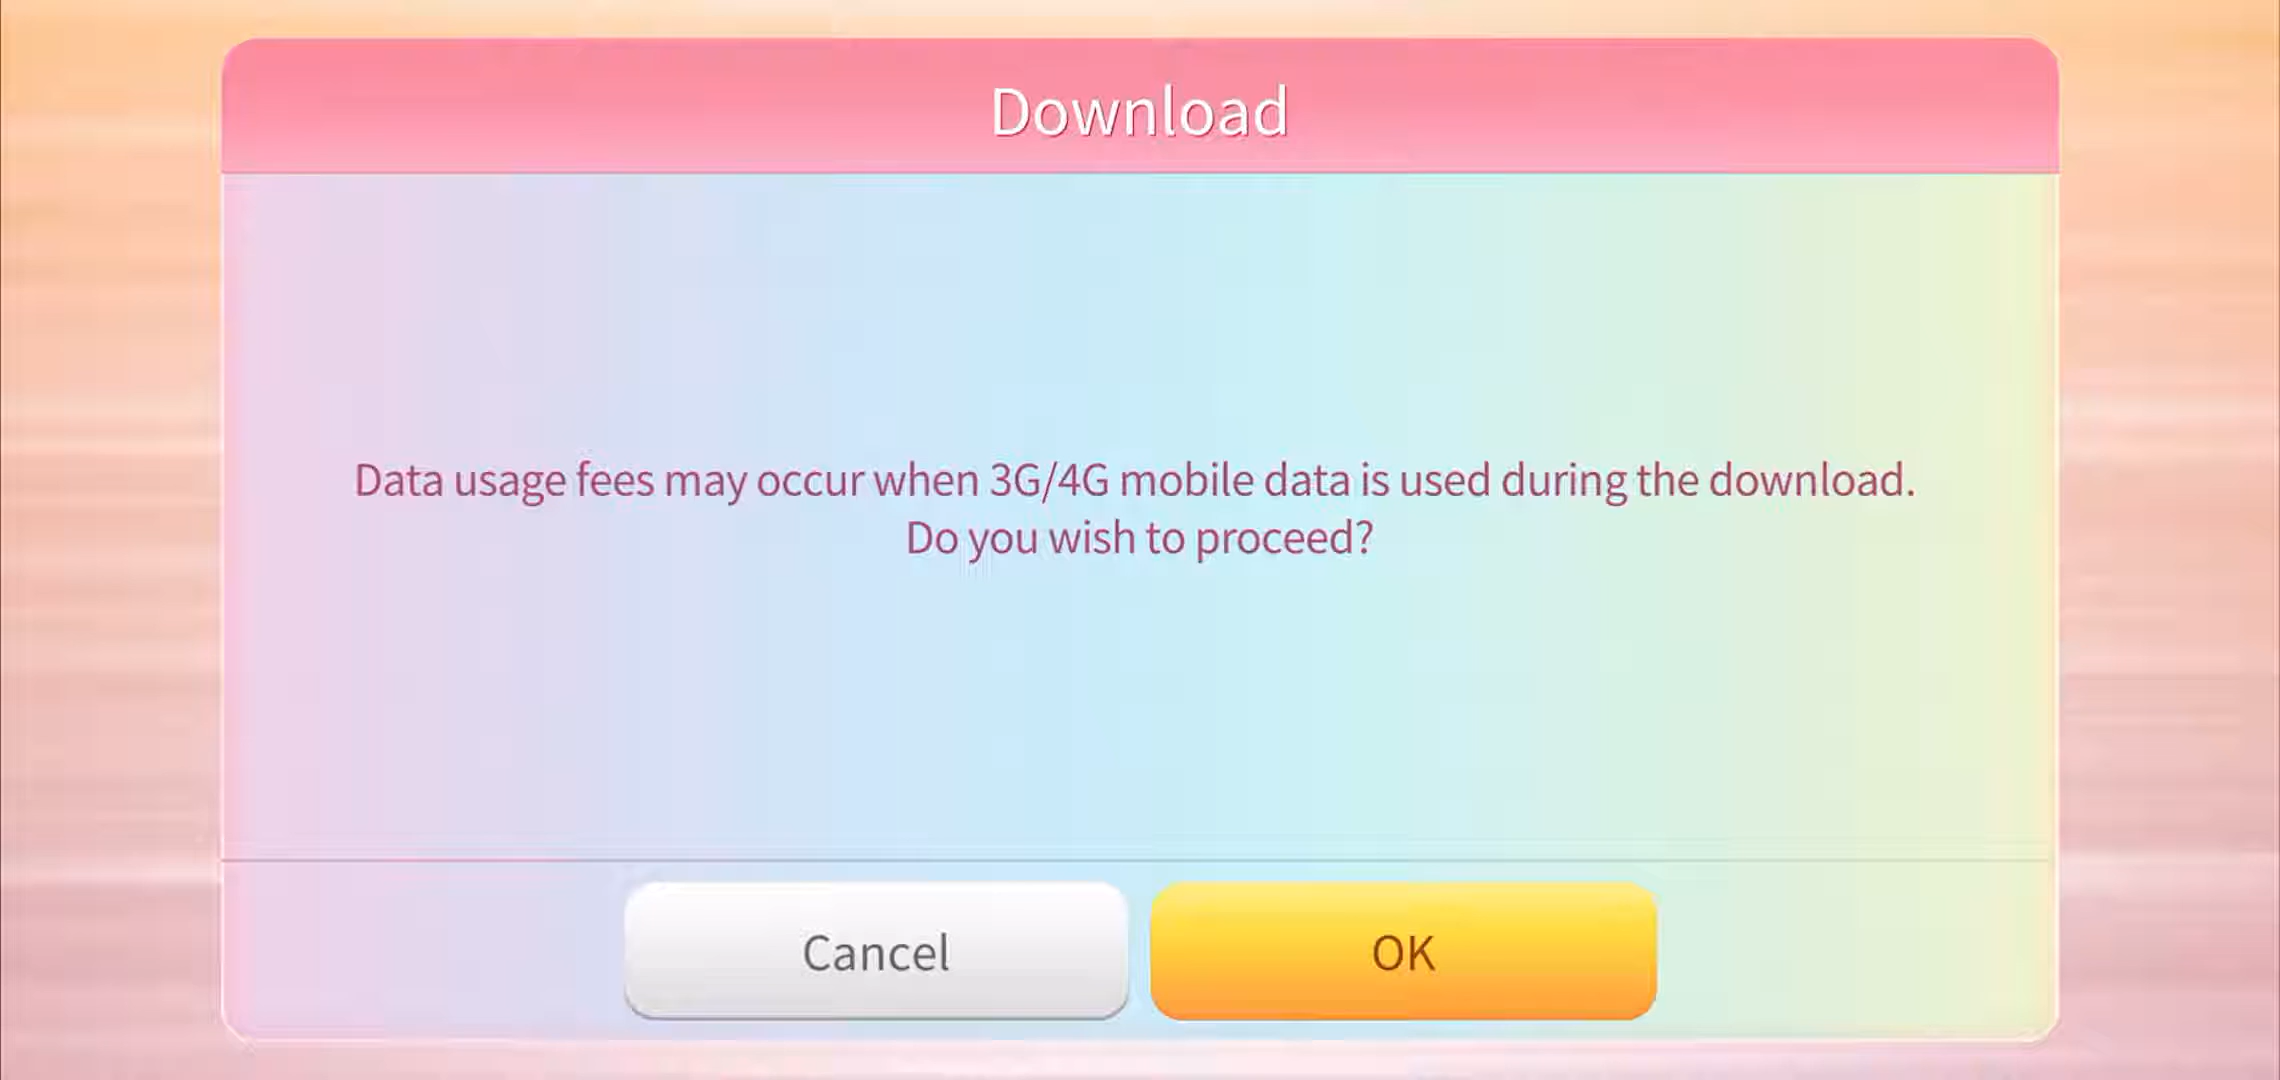 Download
Data usage fees may occur when 3G/4G mobile data is used during the download.
Do you wish to proceed?
Cancel
OK